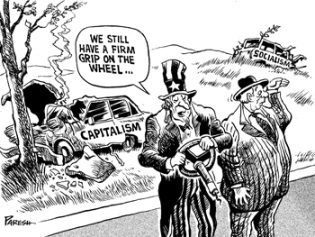 WE STILL
HAVE A FIRM
GRIP ON THE
WHEEL...
SOCIALISM
CAPITALISM
PARESH